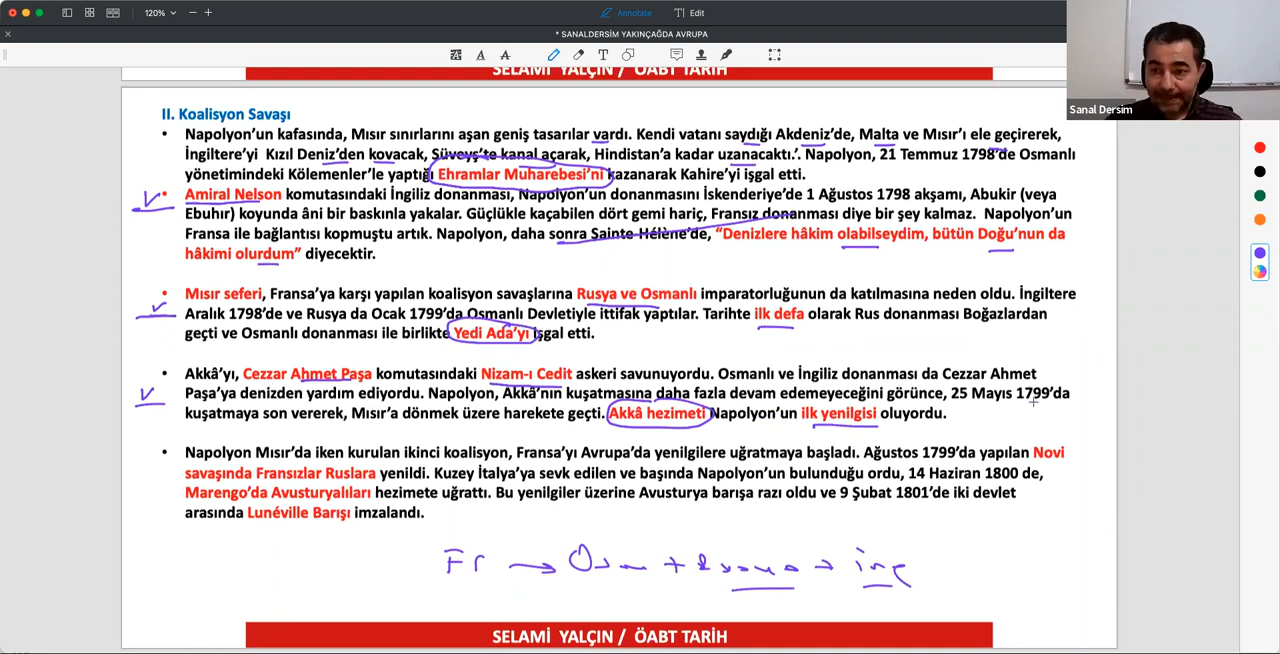 120%
Annotate
Edit
* SANALDERSİM YAKINÇAĞDA AVRUPA
SELAMİ YALÇIN / ÖABT TARİH
Sanal Dersim
II. Koalisyon Savaşı
• Napolyon’un kafasında, Mısır sınırlarını aşan geniş tasarılar vardı. Kendi vatanı saydığı Akdeniz’de, Malta ve Mısır’ı ele geçirerek,
İngiltere’yi Kızıl Deniz’den kovacak, Süveyş’te kanal açarak, Hindistan’a kadar uzanacaktı.’. Napolyon, 21 Temmuz 1798’de Osmanlı
yönetimindeki Kölemenler’le yaptığı Ehramlar Muharebesi’ni kazanarak Kahire’yi işgal etti.
• Amiral Nelson komutasındaki İngiliz donanması, Napolyon’un donanmasını İskenderiye’de 1 Ağustos 1798 akşamı, Abukir (veya
Ebuhır) koyunda âni bir baskınla yakalar. Güçlükle kaçabilen dört gemi hariç, Fransız donanması diye bir şey kalmaz. Napolyon’un
Fransa ile bağlantısı kopmuştu artık. Napolyon, daha sonra Sainte-Hélène’de, “Denizlere hâkim olabilseydim, bütün Doğu’nun da
hâkimi olurdum” diyecektir.
• Mısır seferi, Fransa’ya karşı yapılan koalisyon savaşlarına Rusya ve Osmanlı imparatorluğunun da katılmasına neden oldu. İngiltere
Aralık 1798’de ve Rusya da Ocak 1799’da Osmanlı Devletiyle ittifak yaptılar. Tarihte ilk defa olarak Rus donanması Boğazlardan
geçti ve Osmanlı donanması ile birlikte Yedi Ada’yı işgal etti.
• Akkâ’yı, Cezzar Ahmet Paşa komutasındaki Nizam-ı Cedit askeri savunuyordu. Osmanlı ve İngiliz donanması da Cezzar Ahmet
Paşa’ya denizden yardım ediyordu. Napolyon, Akkâ’nın kuşatmasına daha fazla devam edemeyeceğini görünce, 25 Mayıs 1799’da
kuşatmaya son vererek, Mısır’a dönmek üzere harekete geçti. Akkâ hezimeti Napolyon’un ilk yenilgisi oluyordu.
• Napolyon Mısır’da iken kurulan ikinci koalisyon, Fransa’yı Avrupa’da yenilgilere uğratmaya başladı. Ağustos 1799’da yapılan Novi
savaşında Fransızlar Ruslara yenildi. Kuzey İtalya’ya sevk edilen ve başında Napolyon’un bulunduğu ordu, 14 Haziran 1800 de,
Marengo’da Avusturyalıları hezimete uğrattı. Bu yenilgiler üzerine Avusturya barışa razı oldu ve 9 Şubat 1801’de iki devlet
arasında Lunéville Barışı imzalandı.
Fr → Osm + Rusya + ing
SELAMİ YALÇIN / ÖABT TARİH